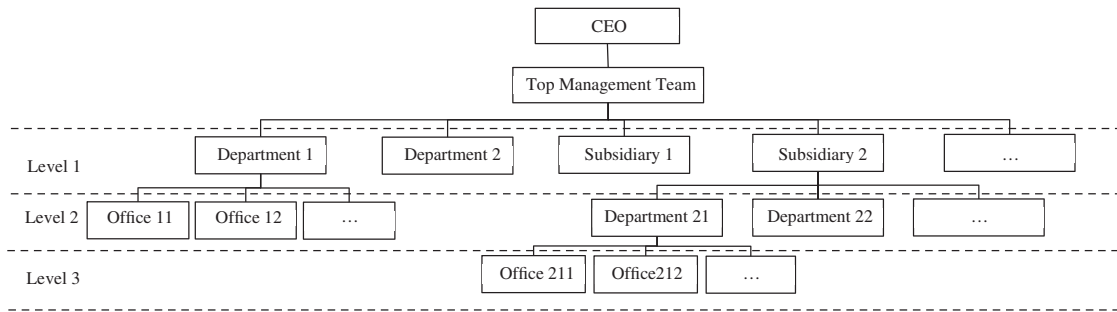 CEO
Top Management Team
Level 1
Department 1
Department 2
Subsidiary 1
Subsidiary 2
…
Level 2
Office 11
Office 12
…
Department 21
Department 22
…
Level 3
Office 211
Office212
…